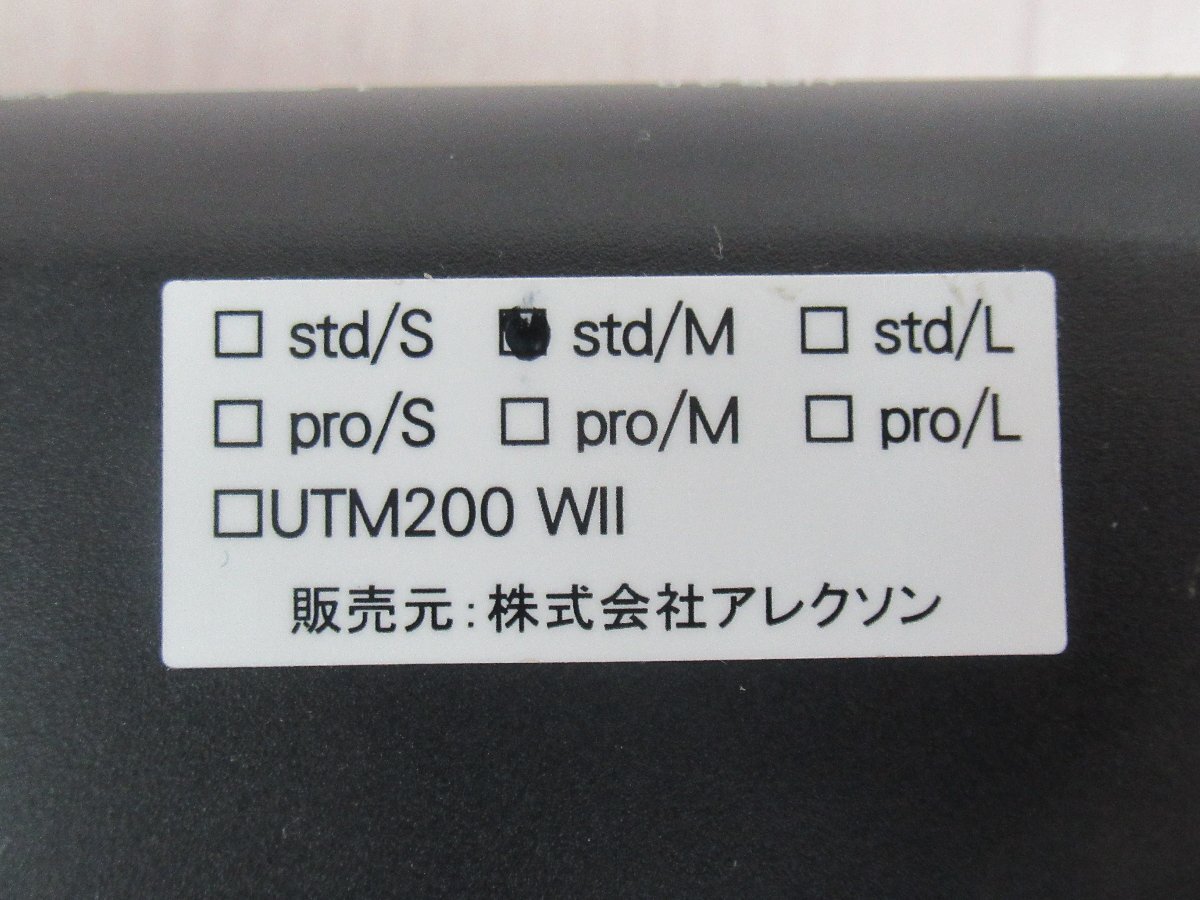 □ std/S ■ std/M □ std/L
□ pro/S □ pro/M □ pro/L
□UTM200 WII
販売元:株式会社アレクソン